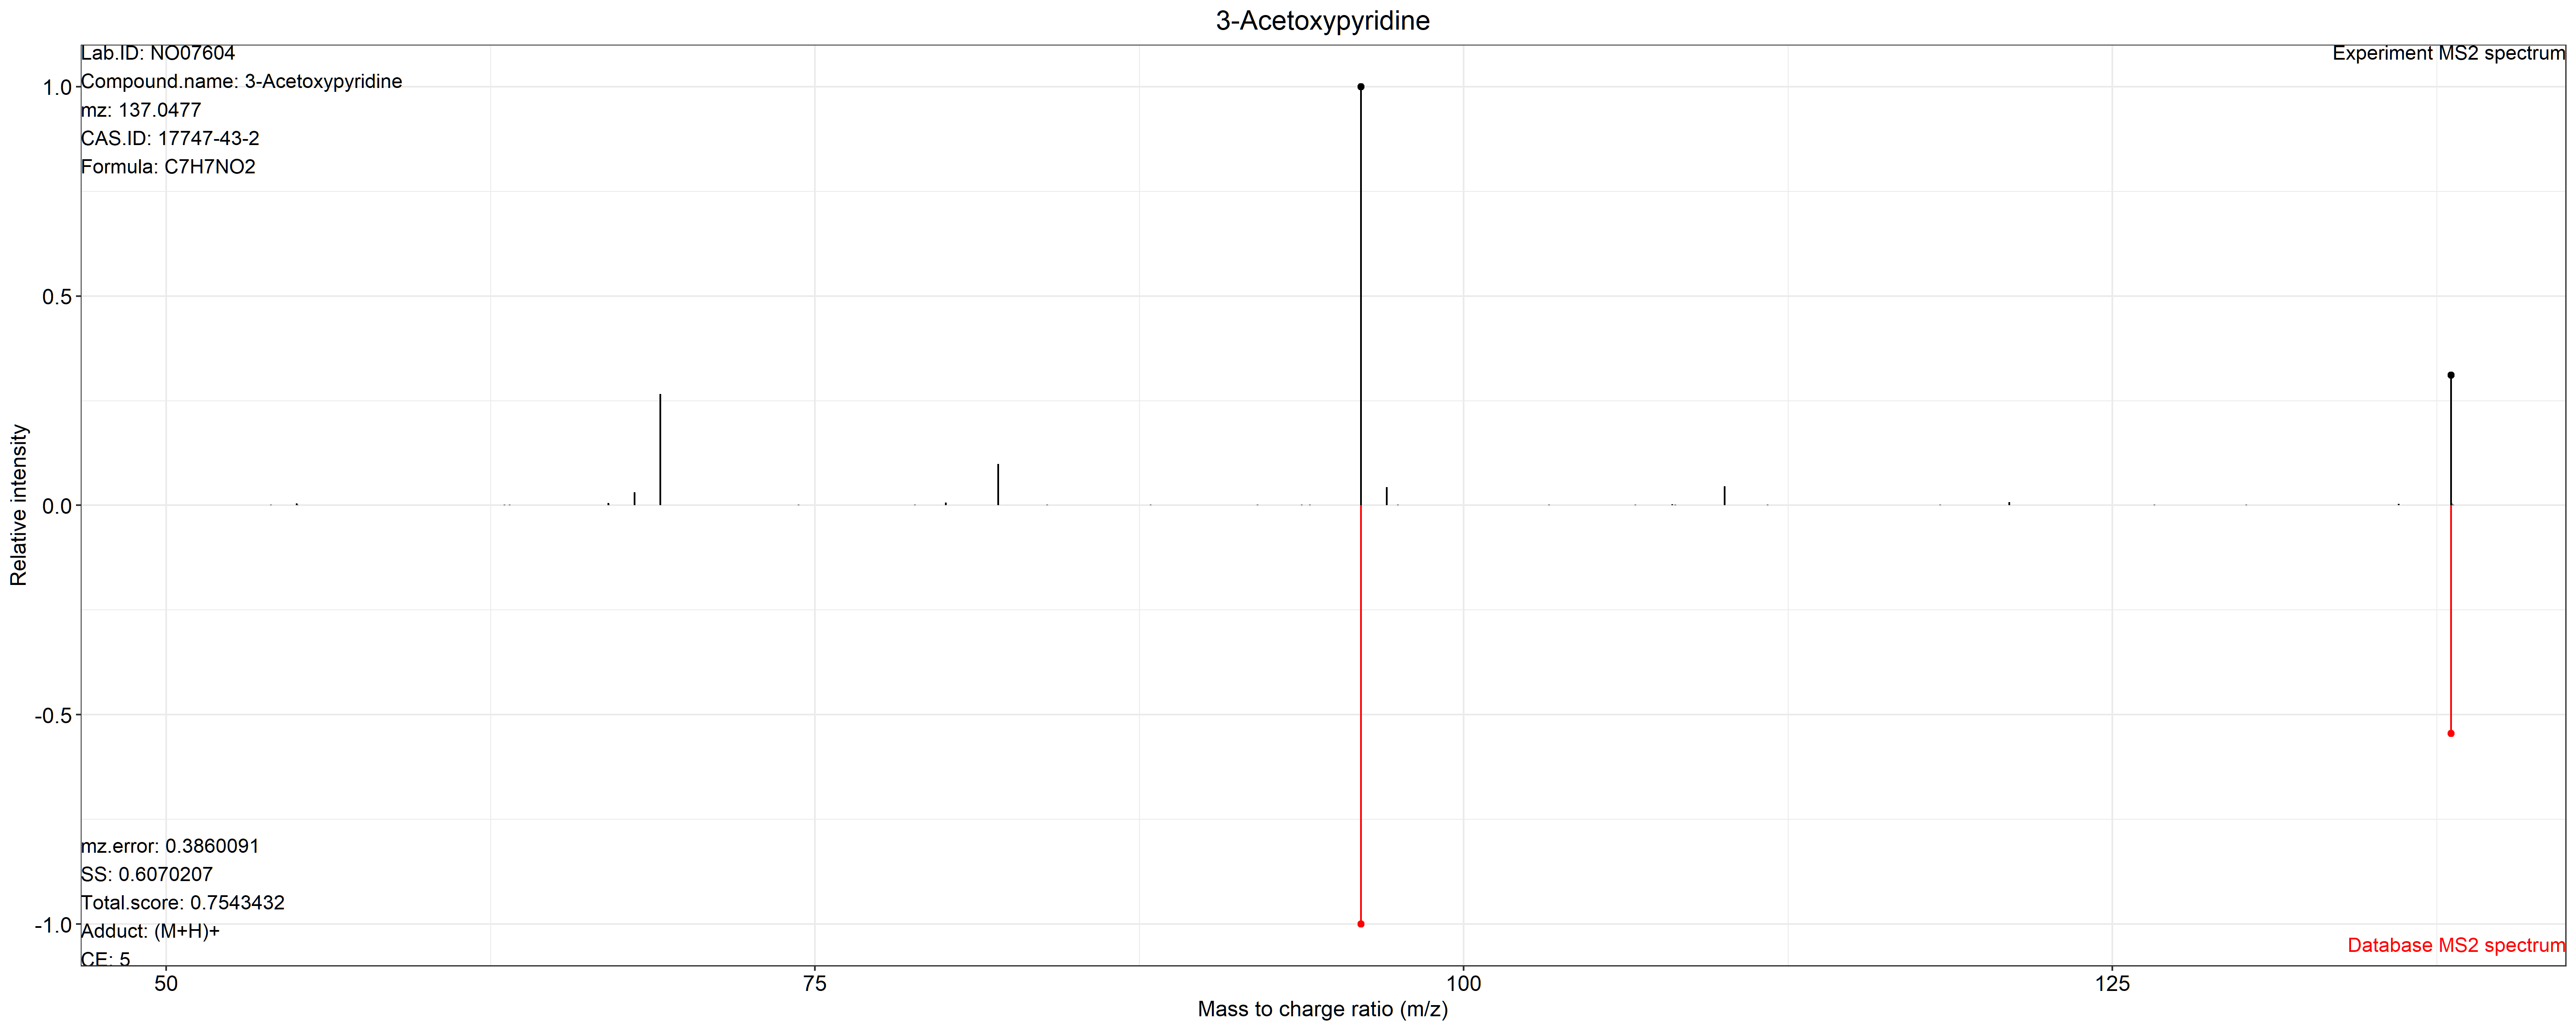 3-Acetoxypyridine
Lab.ID: NO07604
Experiment MS2 spectrum
Compound.name: 3-Acetoxypyridine
mz: 137.0477
CAS.ID: 17747-43-2
Formula: C7H7NO2
1.0
0.5
0.0
-0.5
-1.0
Relative intensity
mz.error: 0.3860091
SS: 0.6070207
Total.score: 0.7543432
Adduct: (M+H)+
CE: 5
Database MS2 spectrum
50
75
100
125
Mass to charge ratio (m/z)